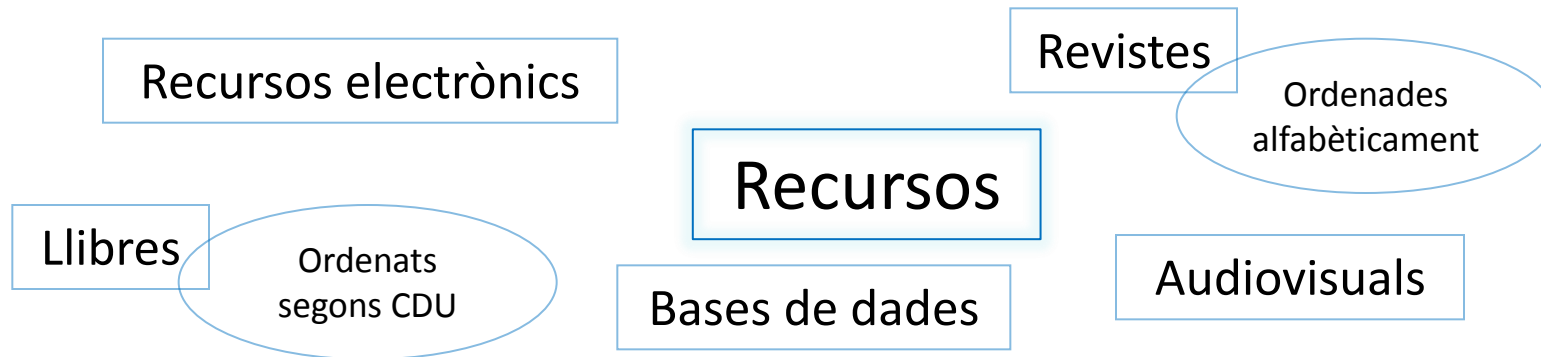 Recursos electrònics
Revistes
Ordenades
alfabèticament
Recursos
Llibres
Ordenats
segons CDU
Bases de dades
Audiovisuals